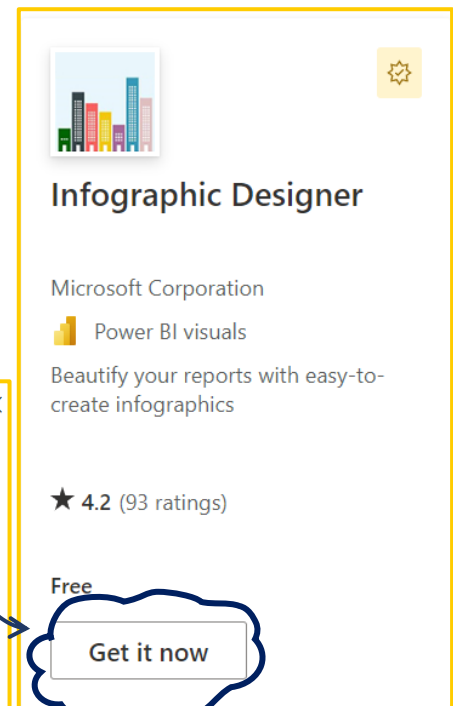 Infographic Designer
Microsoft Corporation
Power BI visuals
Beautify your reports with easy-to-
create infographics
★ 4.2 (93 ratings)
Free
Get it now